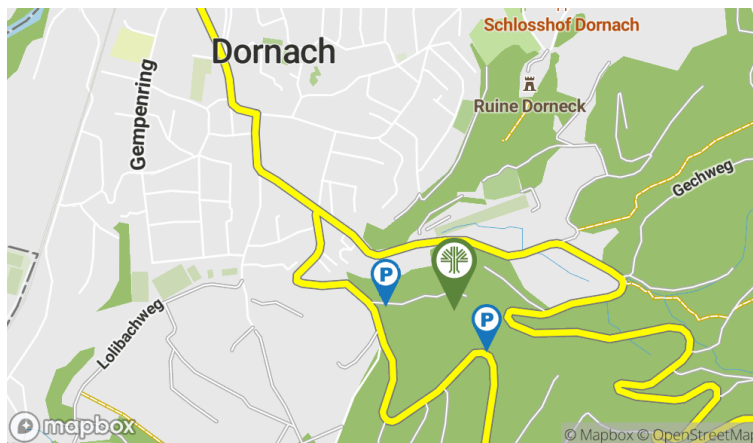 Schlosshof Dornach
Dornach
Ruine Dorneck
Gempenring
Gechweg
P
P
Lolibachweg
mapbox
© Mapbox © OpenStreetMap